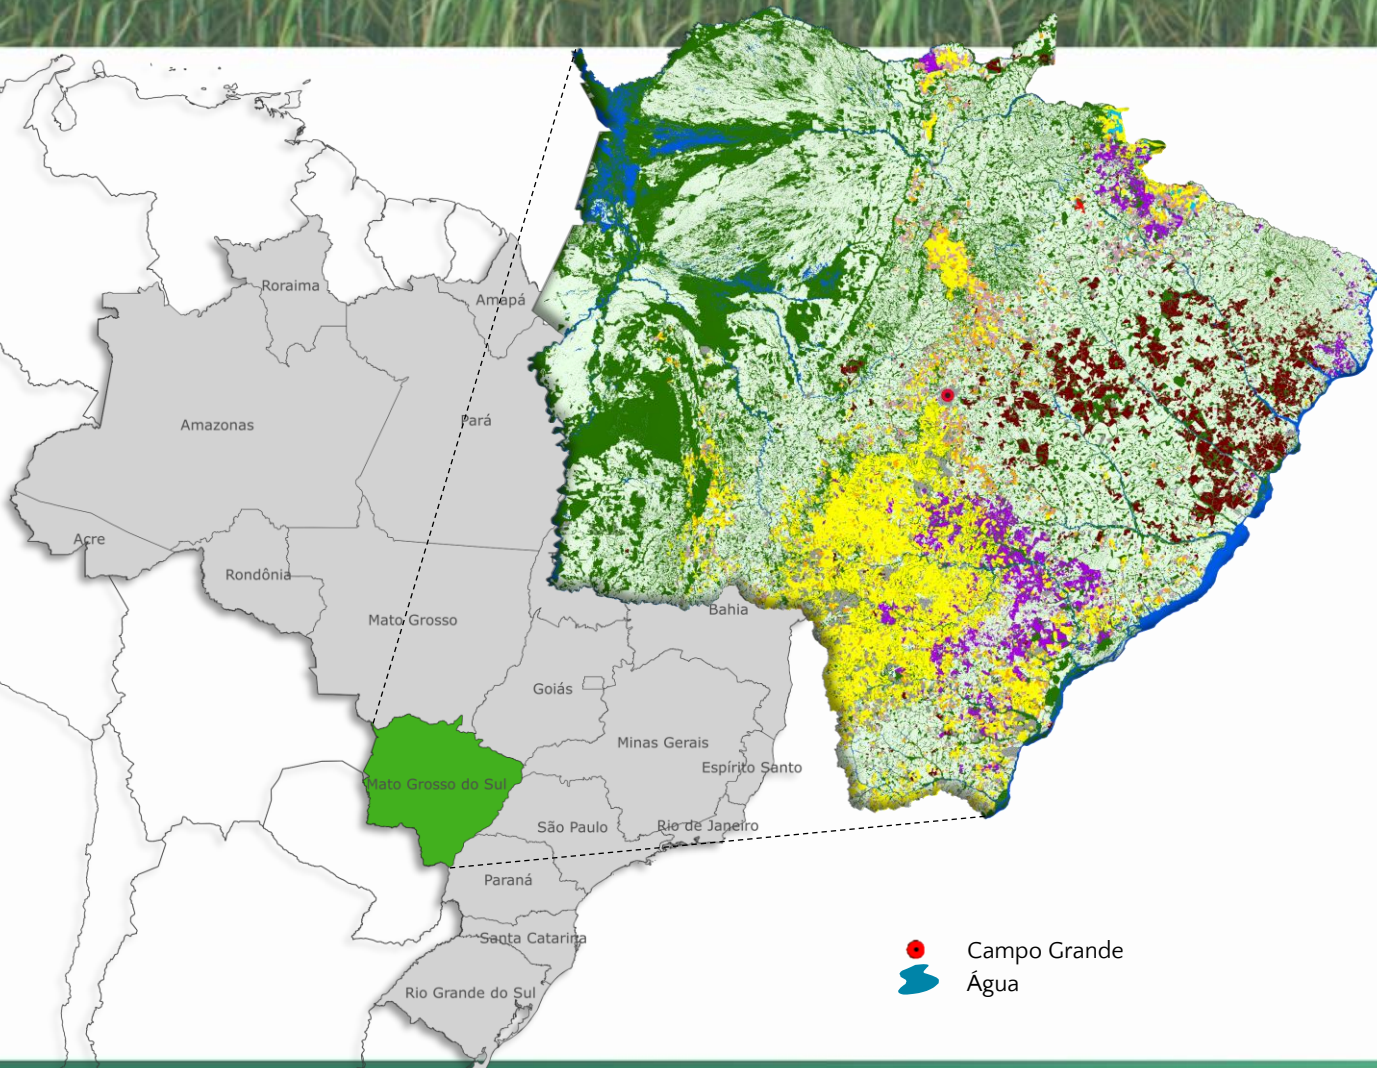 Roraima
Amapá
Amazonas
Pará
Acre
Rondônia
Mato Grosso
Bahia
Goiás
Minas Gerais
Espírito Santo
Mato Grosso do Sul
São Paulo
Rio de Janeiro
Paraná
Santa Catarina
Rio Grande do Sul
Campo Grande
Água